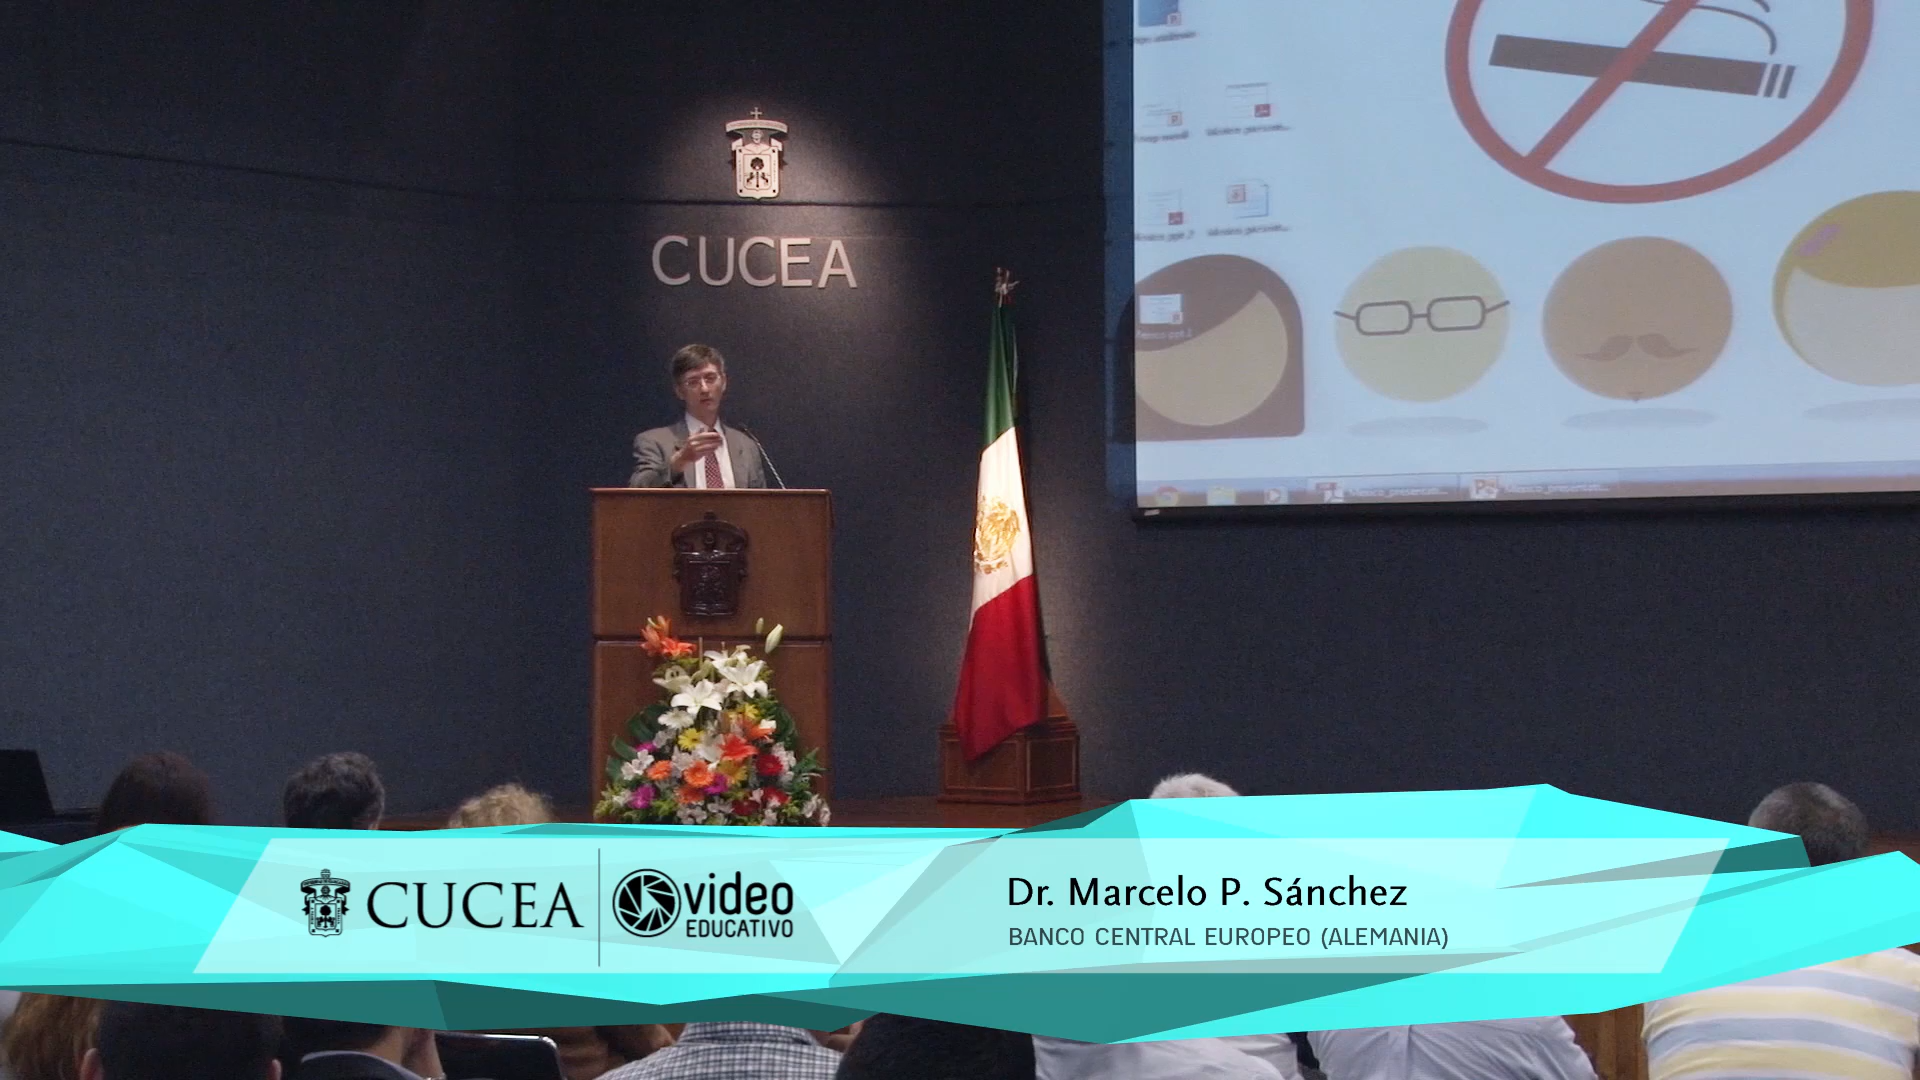 CUCEA
CUCEA
video
EDUCATIVO
Dr. Marcelo P. Sánchez
BANCO CENTRAL EUROPEO (ALEMANIA)